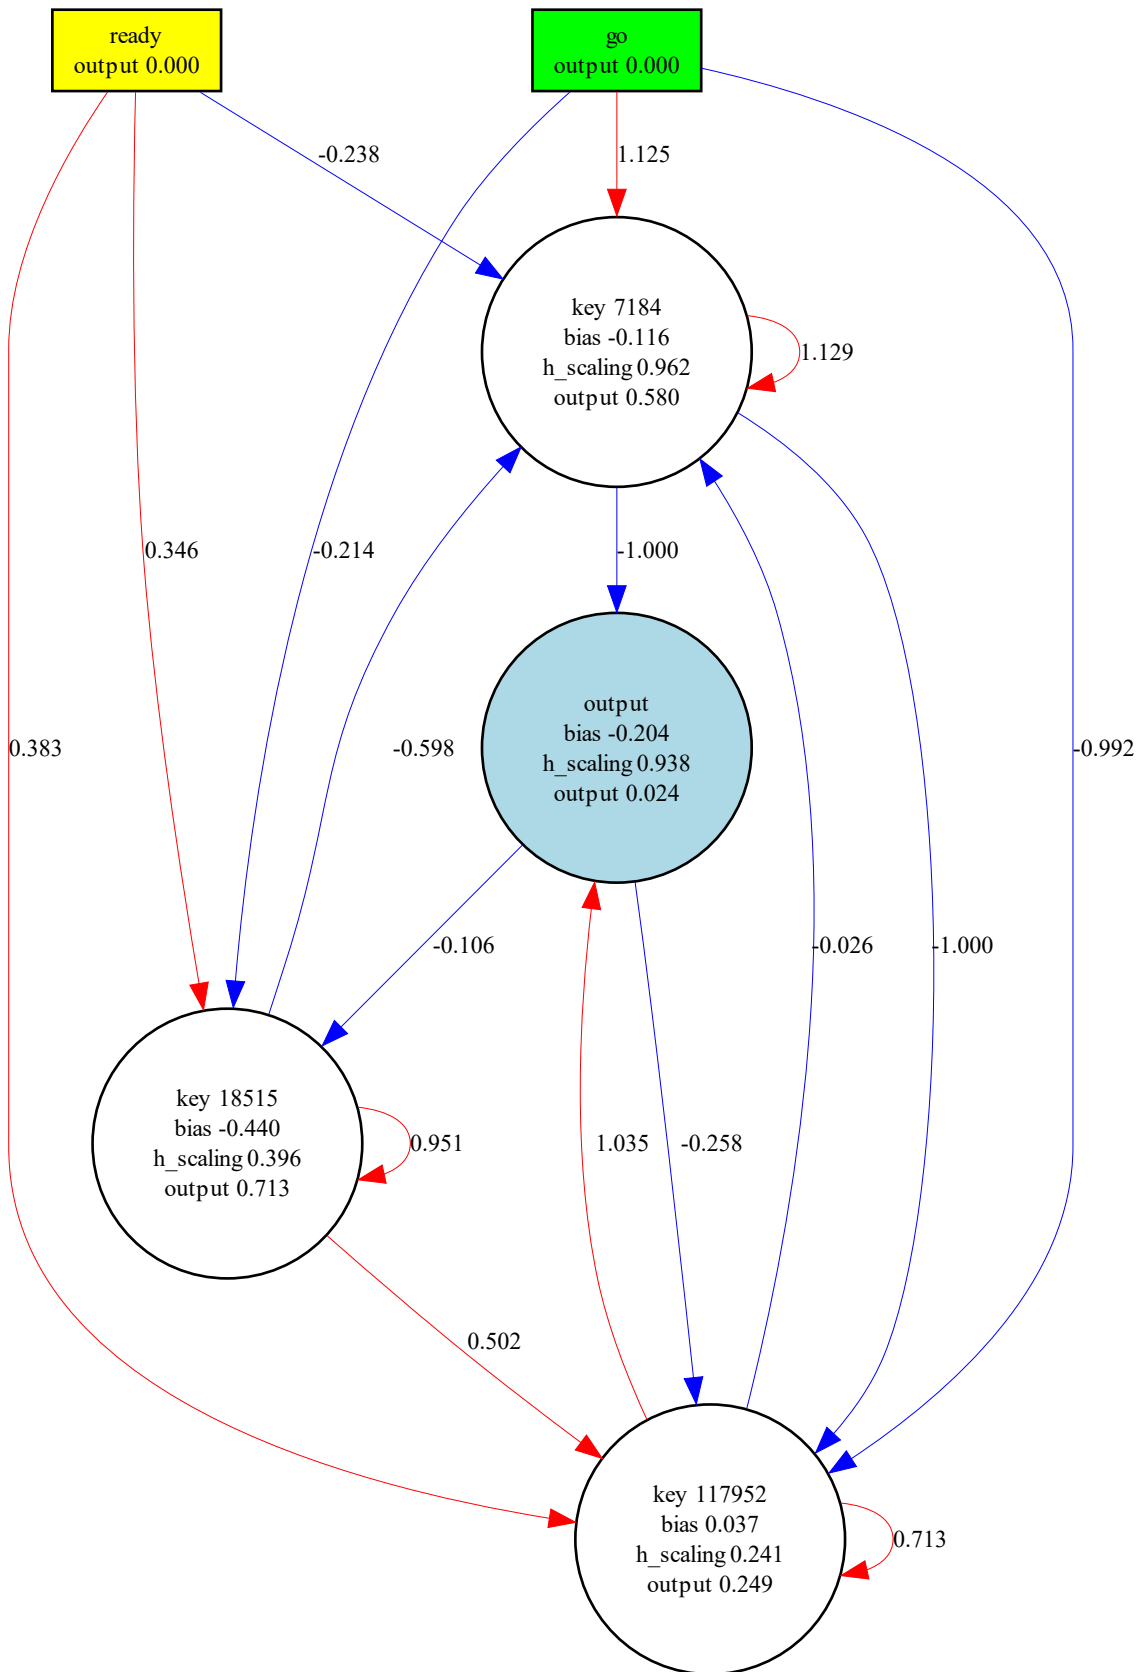 ready
output 0.000
go
output 0.000
-0.238
1.125
key 7184
bias -0.116
h_scaling 0.962
output 0.580
1.129
0.346
-0.214
-1.000
0.383
-0.598
output
bias -0.204
h_scaling 0.938
output 0.024
-0.992
-0.106
-0.026
-1.000
key 18515
bias -0.440
h_scaling 0.396
output 0.713
0.951
1.035
-0.258
0.502
key 117952
bias 0.037
h_scaling 0.241
output 0.249
0.713